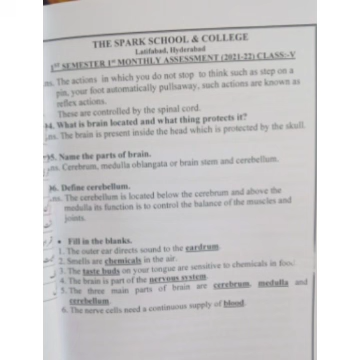 THE SPARK SCHOOL & COLLEGE
Latifabad, Hyderabad
1ST SEMESTER 1st MONTHLY ASSESSMENT (2021-22) CLASS:-V
ns. The actions in which you do not stop to think such as step on a
pin, your foot automatically pullsaway, such actions are known as
reflex actions.
These are controlled by the spinal cord.
4. What is brain located and what thing protects it?
ns. The brain is present inside the head which is protected by the skull.
5. Name the parts of brain.
ns. Cerebrum, medulla oblangata or brain stem and cerebellum.
6. Define cerebellum.
ns. The cerebellum is located below the cerebrum and above the
medulla its function is to control the balance of the muscles and
joints.
• Fill in the blanks.
1. The outer ear directs sound to the eardrum.
2. Smells are chemicals in the air.
3. The taste buds on your tongue are sensitive to chemicals in food
4. The brain is part of the nervous system.
5. The three main parts of brain are cerebrum, medulla and
cerebellum.
6. The nerve cells need a continuous supply of blood.